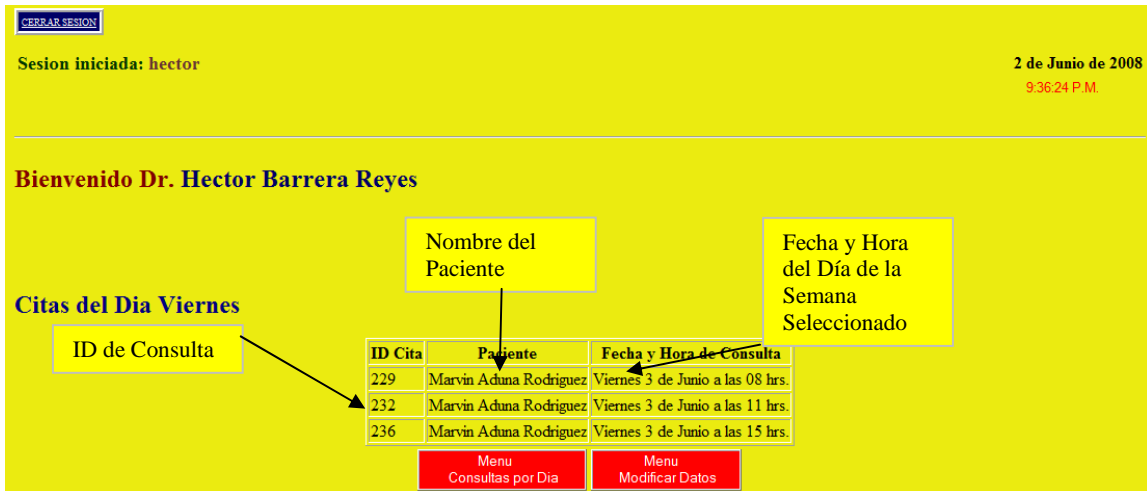 CERRAR SESION
Sesion iniciada: hector
2 de Junio de 2008
9:36:24 P.M.
Bienvenido Dr. Hector Barrera Reyes
Nombre del
Paciente
Fecha y Hora
del Día de la
Semana
Seleccionado
Citas del Dia Viernes
ID de Consulta
ID Cita Paciente Fecha y Hora de Consulta
229 Marvin Aduna Rodriguez Viernes 3 de Junio a las 08 hrs.
232 Marvin Aduna Rodriguez Viernes 3 de Junio a las 11 hrs.
236 Marvin Aduna Rodriguez Viernes 3 de Junio a las 15 hrs.
Menu
Consultas por Dia
Menu
Modificar Datos